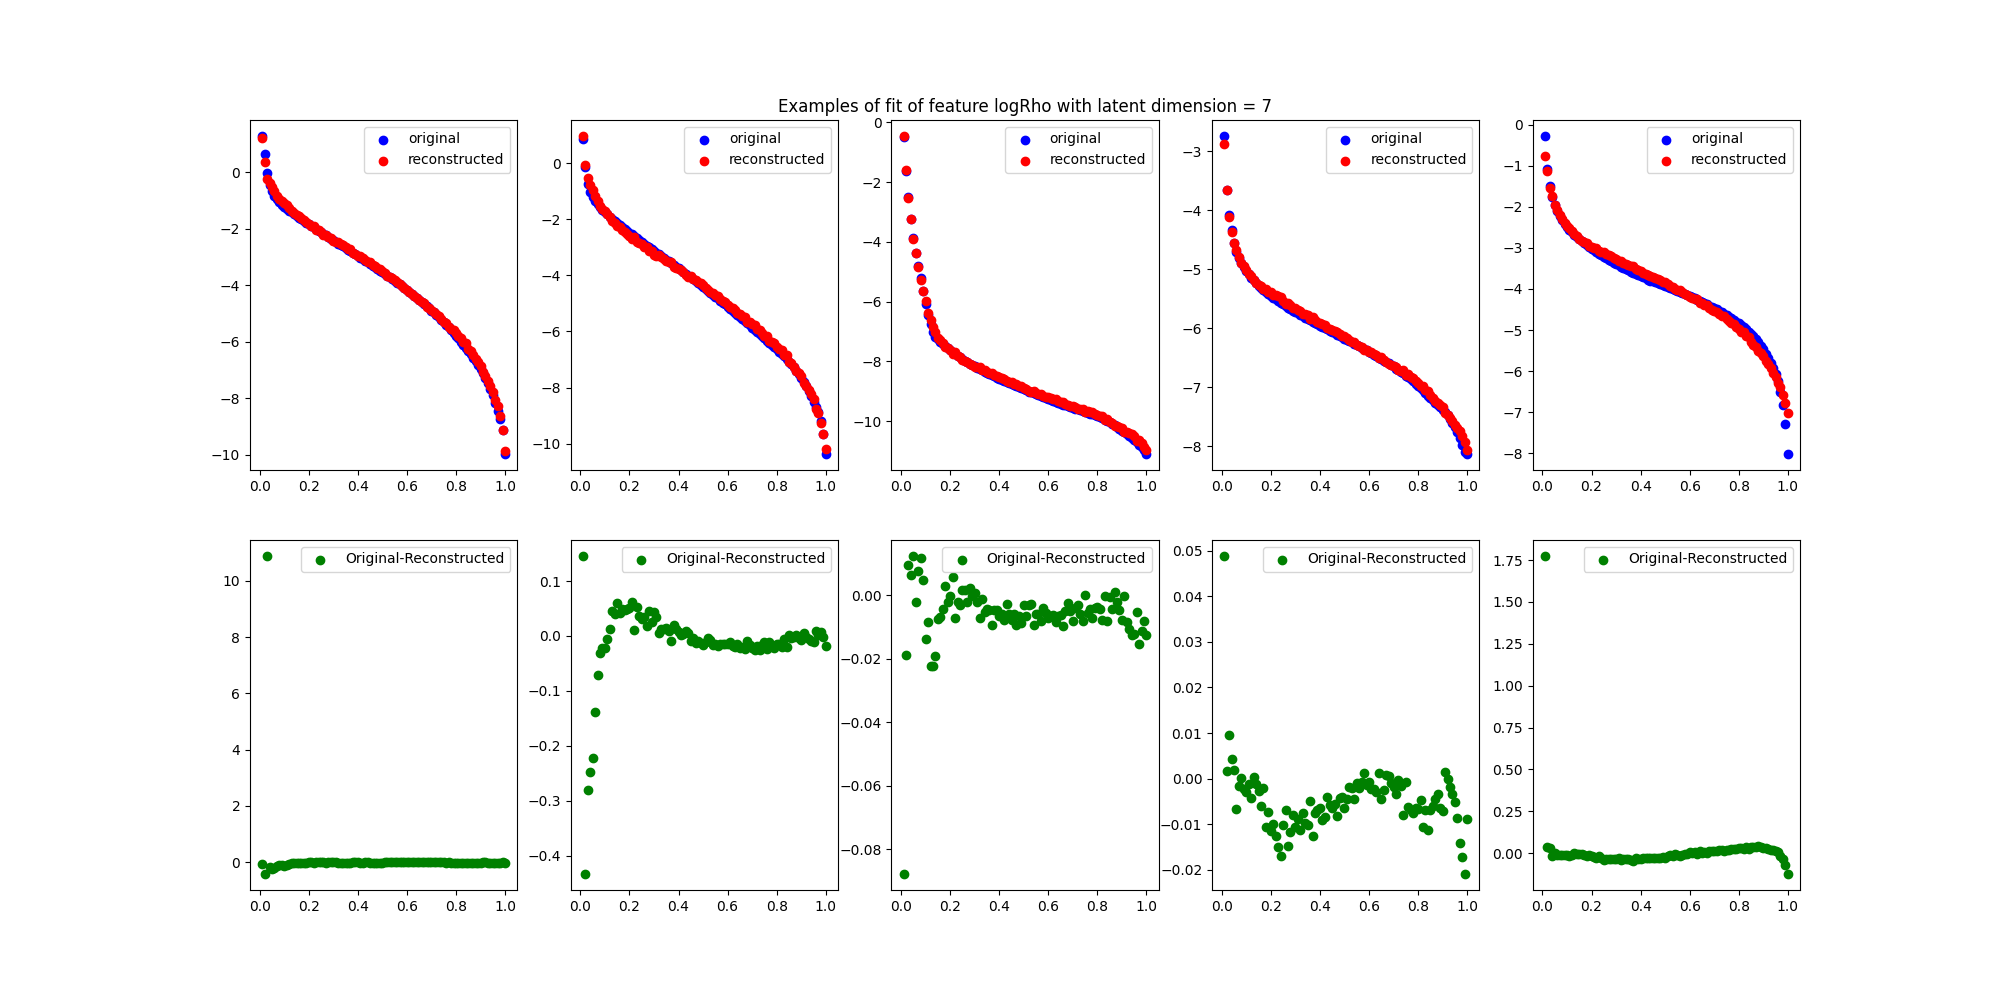 Examples of fit of feature logRho with latent dimension = 7
original
reconstructed
0
−2
−4
−6
−8
−10
0.0 0.2 0.4 0.6 0.8 1.0
original
reconstructed
0
−2
−4
−6
−8
−10
0.0 0.2 0.4 0.6 0.8 1.0
original
reconstructed
0
−2
−4
−6
−8
−10
0.0 0.2 0.4 0.6 0.8 1.0
original
reconstructed
−3
−4
−5
−6
−7
−8
0.0 0.2 0.4 0.6 0.8 1.0
original
reconstructed
0
−1
−2
−3
−4
−5
−6
−7
−8
0.0 0.2 0.4 0.6 0.8 1.0
Original-Reconstructed
10
8
6
4
2
0
0.0 0.2 0.4 0.6 0.8 1.0
Original-Reconstructed
0.1
0.0
−0.1
−0.2
−0.3
−0.4
0.0 0.2 0.4 0.6 0.8 1.0
Original-Reconstructed
0.00
−0.02
−0.04
−0.06
−0.08
0.0 0.2 0.4 0.6 0.8 1.0
Original-Reconstructed
0.05
0.04
0.03
0.02
0.01
0.00
−0.01
−0.02
0.0 0.2 0.4 0.6 0.8 1.0
Original-Reconstructed
1.75
1.50
1.25
1.00
0.75
0.50
0.25
0.00
0.0 0.2 0.4 0.6 0.8 1.0